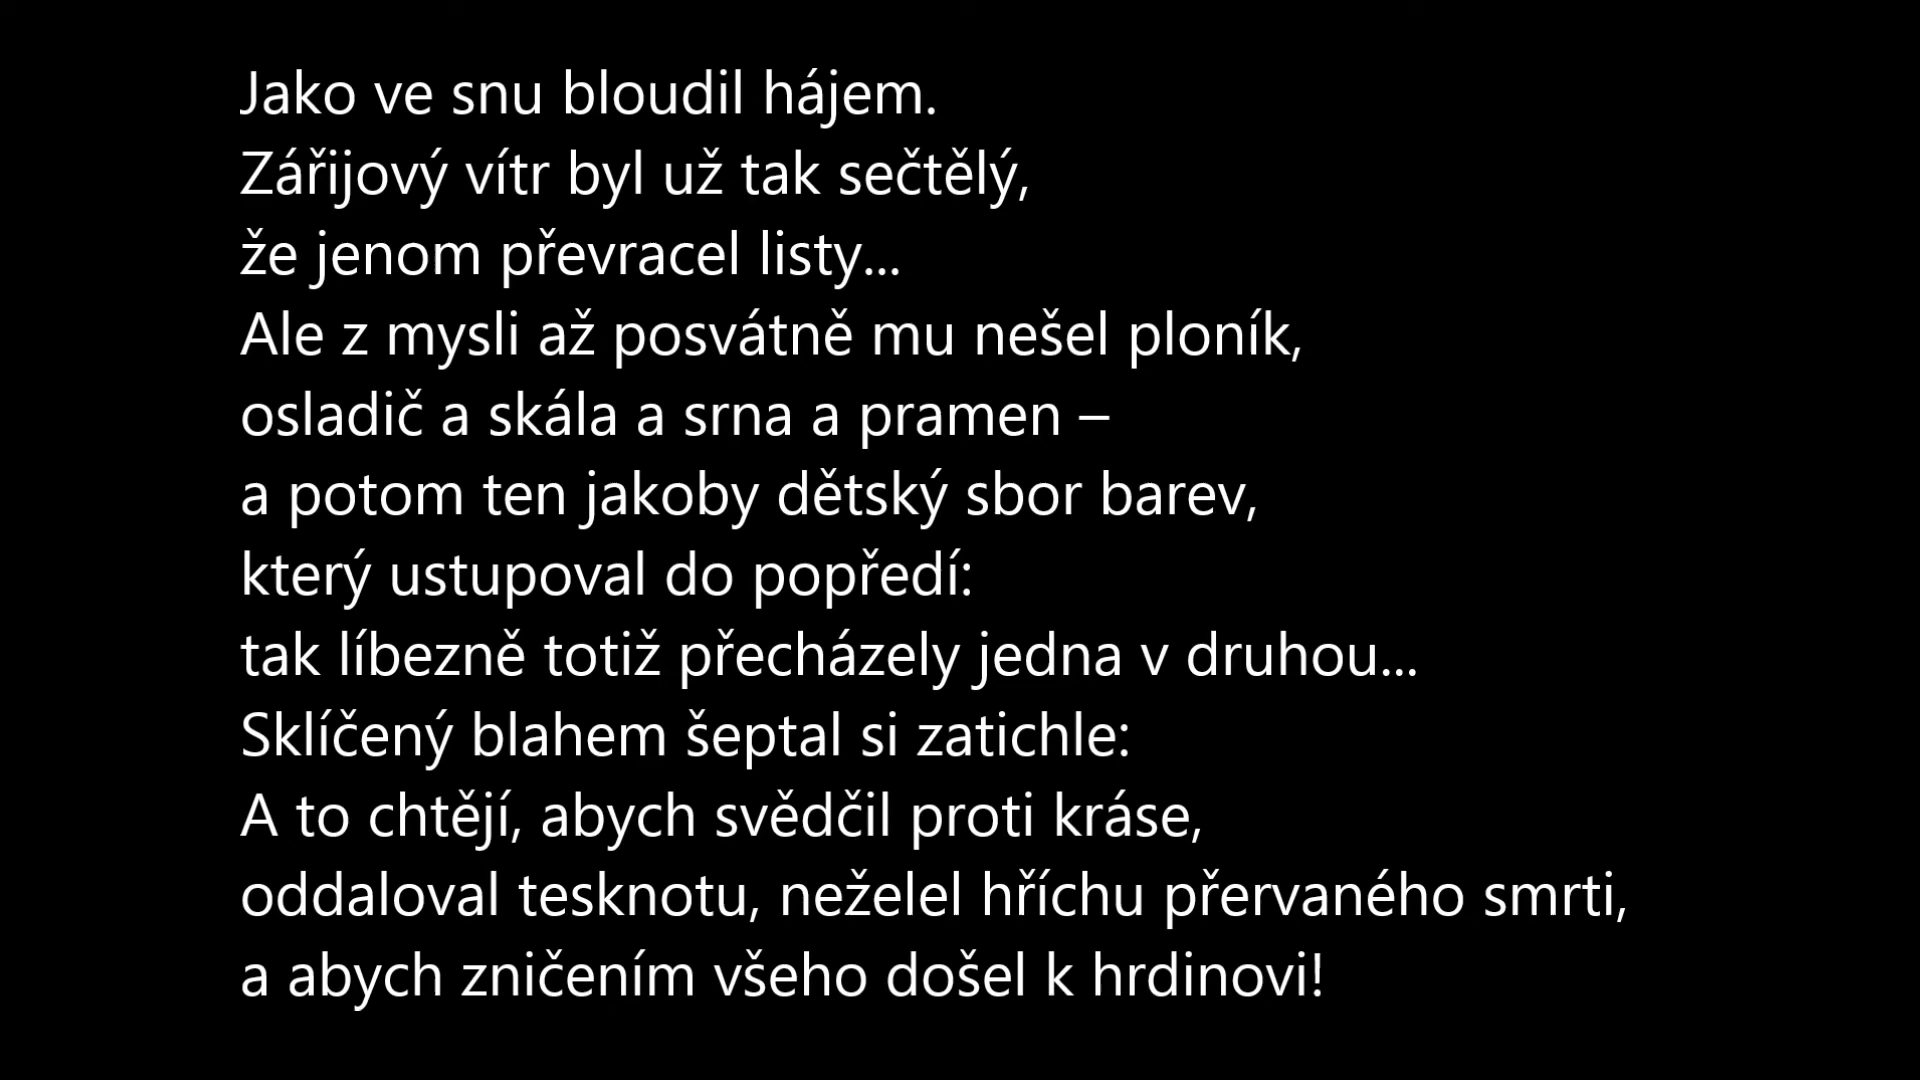 Jako ve snu bloudil hájem.
Zářijový vítr byl už tak sečtělý,
že jenom převracel listy...
Ale z mysli až posvátně mu nešel ploník,
osladič a skála a srna a pramen –
a potom ten jakoby dětský sbor barev,
který ustupoval do popředí:
tak líbezně totiž přecházely jedna v druhou...
Sklíčený blahem šeptal si zatichle:
A to chtějí, abych svědčil proti kráse,
oddaloval tesknotu, neželel hříchu přervaného smrti,
a abych zničením všeho došel k hrdinovi!